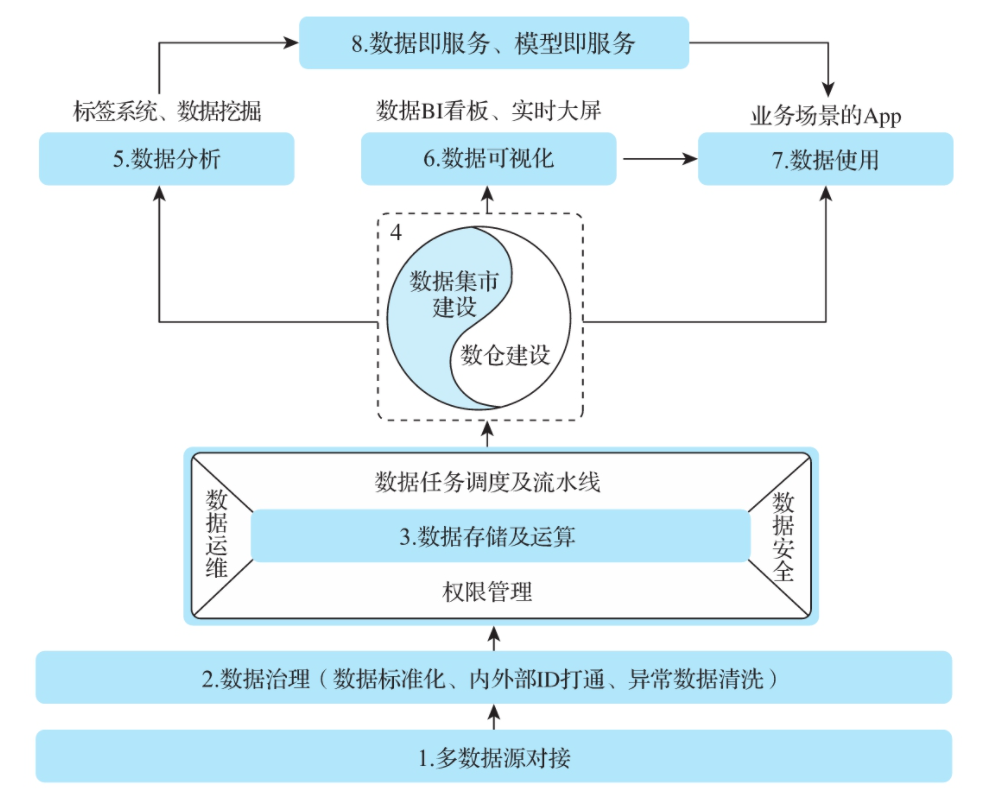 8.数据即服务、模型即服务
标签系统、数据挖掘
数据BI看板、实时大屏
业务场景的App
5.数据分析
6.数据可视化
7.数据使用
4
数据集市
建设
数仓建设
数据任务调度及流水线
数据运维
3.数据存储及运算
数据安全
权限管理
2.数据治理（数据标准化、内外部ID打通、异常数据清洗）
1.多数据源对接